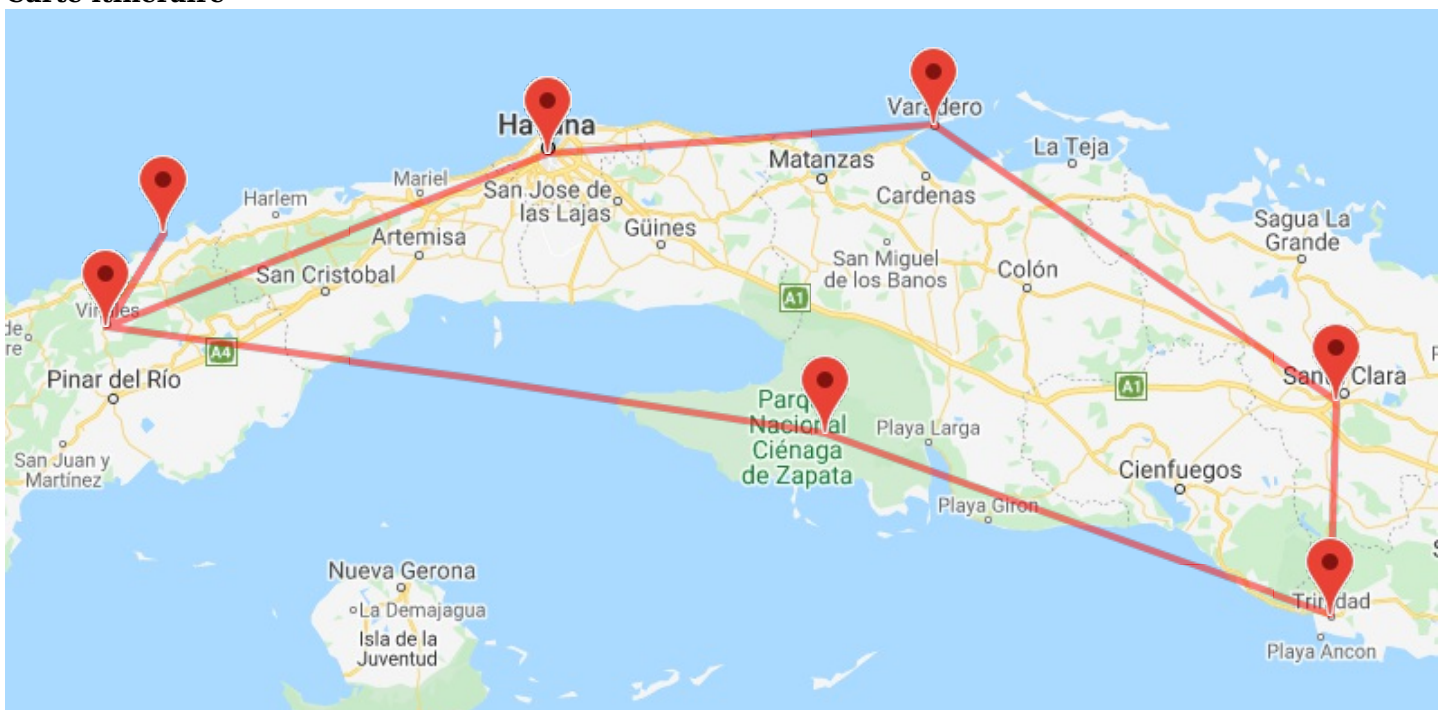 Carte itinéraire
Havana
Varadero
La Teja
Matanzas
Cardenas
Harlem
Mariel
San Jose de
las Lajas
Güines
Artemisa
San Cristobal
San Miguel
de los Banos
Colón
Sagua La
Grande
Viñales
de
re
A4
A1
Pinar del Río
San Juan y
Martínez
Parque
Nacional
Ciénaga
de Zapata
Playa Larga
A1
Santa Clara
Cienfuegos
Playa Giron
Nueva Gerona
La Demajagua
Isla de la
Juventud
Trinidad
Playa Ancon